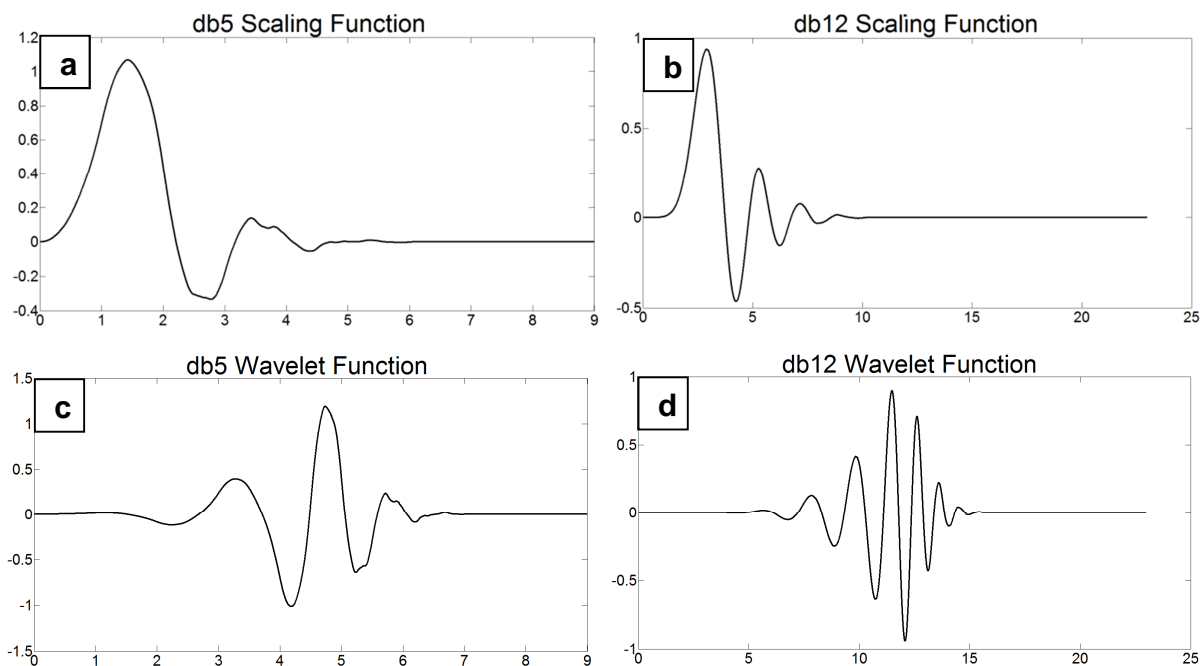 db5 Scaling Function
a
1.2
1
0.8
0.6
0.4
0.2
0
-0.2
-0.4
0 1 2 3 4 5 6 7 8 9
db12 Scaling Function
b
1
0.5
0
-0.5
0 5 10 15 20 25
db5 Wavelet Function
c
1.5
1
0.5
0
-0.5
-1
-1.5
0 1 2 3 4 5 6 7 8 9
db12 Wavelet Function
d
1
0.5
0
-0.5
-1
0 5 10 15 20 25